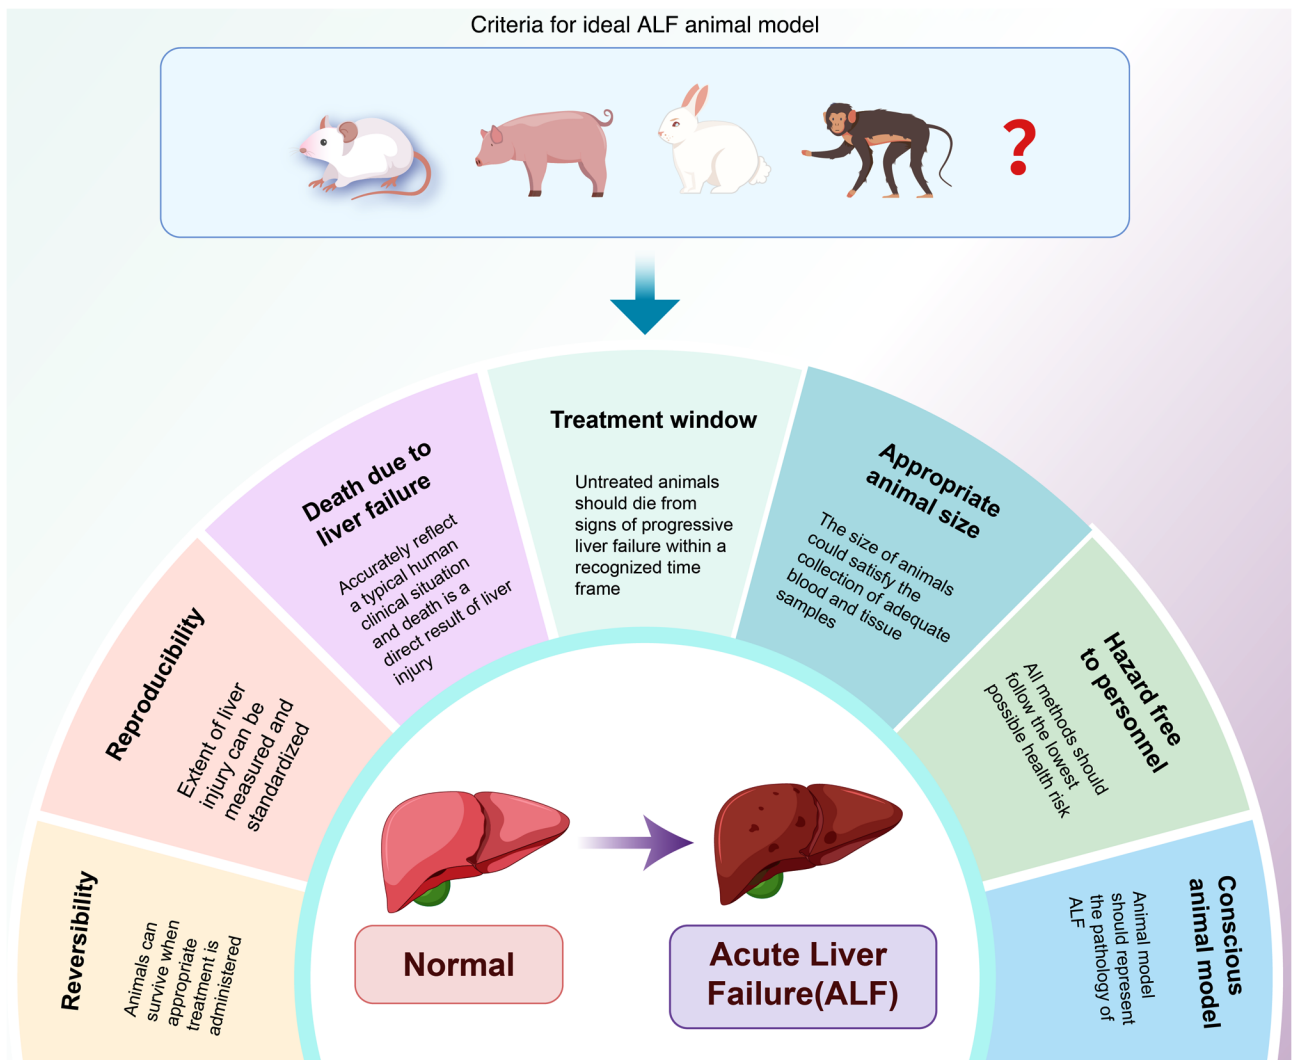 Criteria for ideal ALF animal model
?
Reversibility
Animals can
survive when
appropriate
treatment is
administered
Reproducibility
Extent of liver
injury can be
measured and
standardized
Death due to
liver failure
Accurately reflect
a typical human
clinical situation
and death is a
direct result of liver
injury
Treatment window
Untreated animals
should die from
signs of progressive
liver failure within a
recognized time
frame
Appropriate
animal size
The size of animals
could satisfy the
collection of adequate
blood and tissue
samples
Hazard free
to personnel
All methods should
follow the lowest
possible health risk
Conscious
animal model
Animal model
should represent
the pathology of
ALF
Normal
Acute Liver
Failure(ALF)